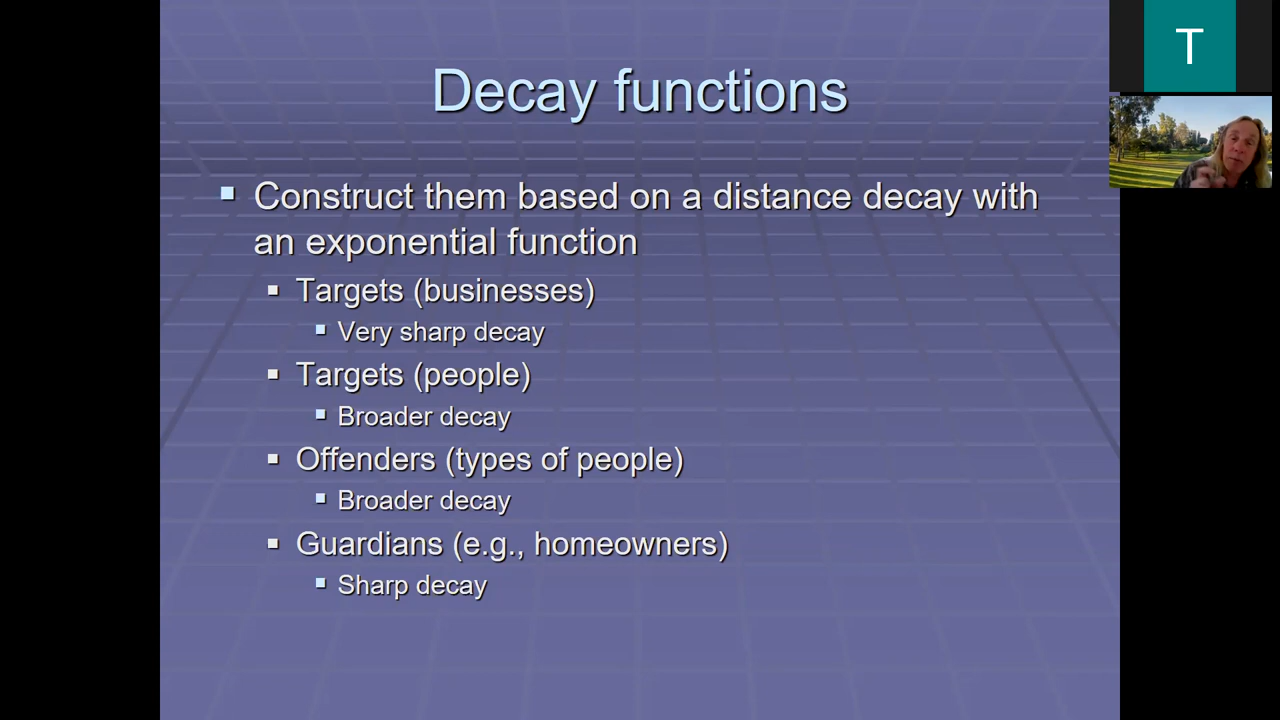 Decay functions
Construct them based on a distance decay with
an exponential function
Targets (businesses)
Very sharp decay
Targets (people)
Broader decay
Offenders (types of people)
Broader decay
Guardians (e.g., homeowners)
Sharp decay
T